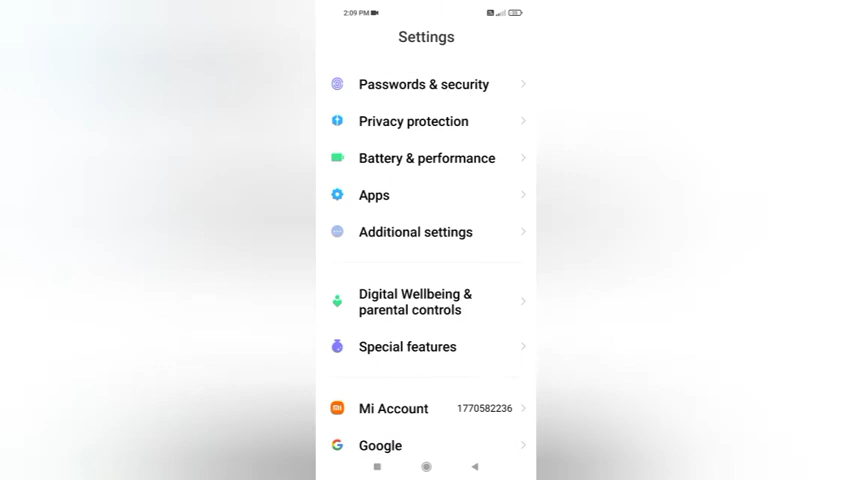 2:09 PM
Settings
Passwords & security
Privacy protection
Battery & performance
Apps
Additional settings
Digital Wellbeing &
parental controls
Special features
Mi Account 1770582236
Google